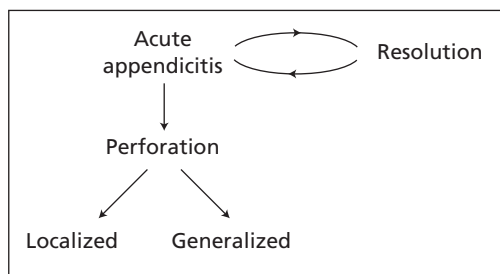 Acute
appendicitis
Resolution
Perforation
Localized
Generalized